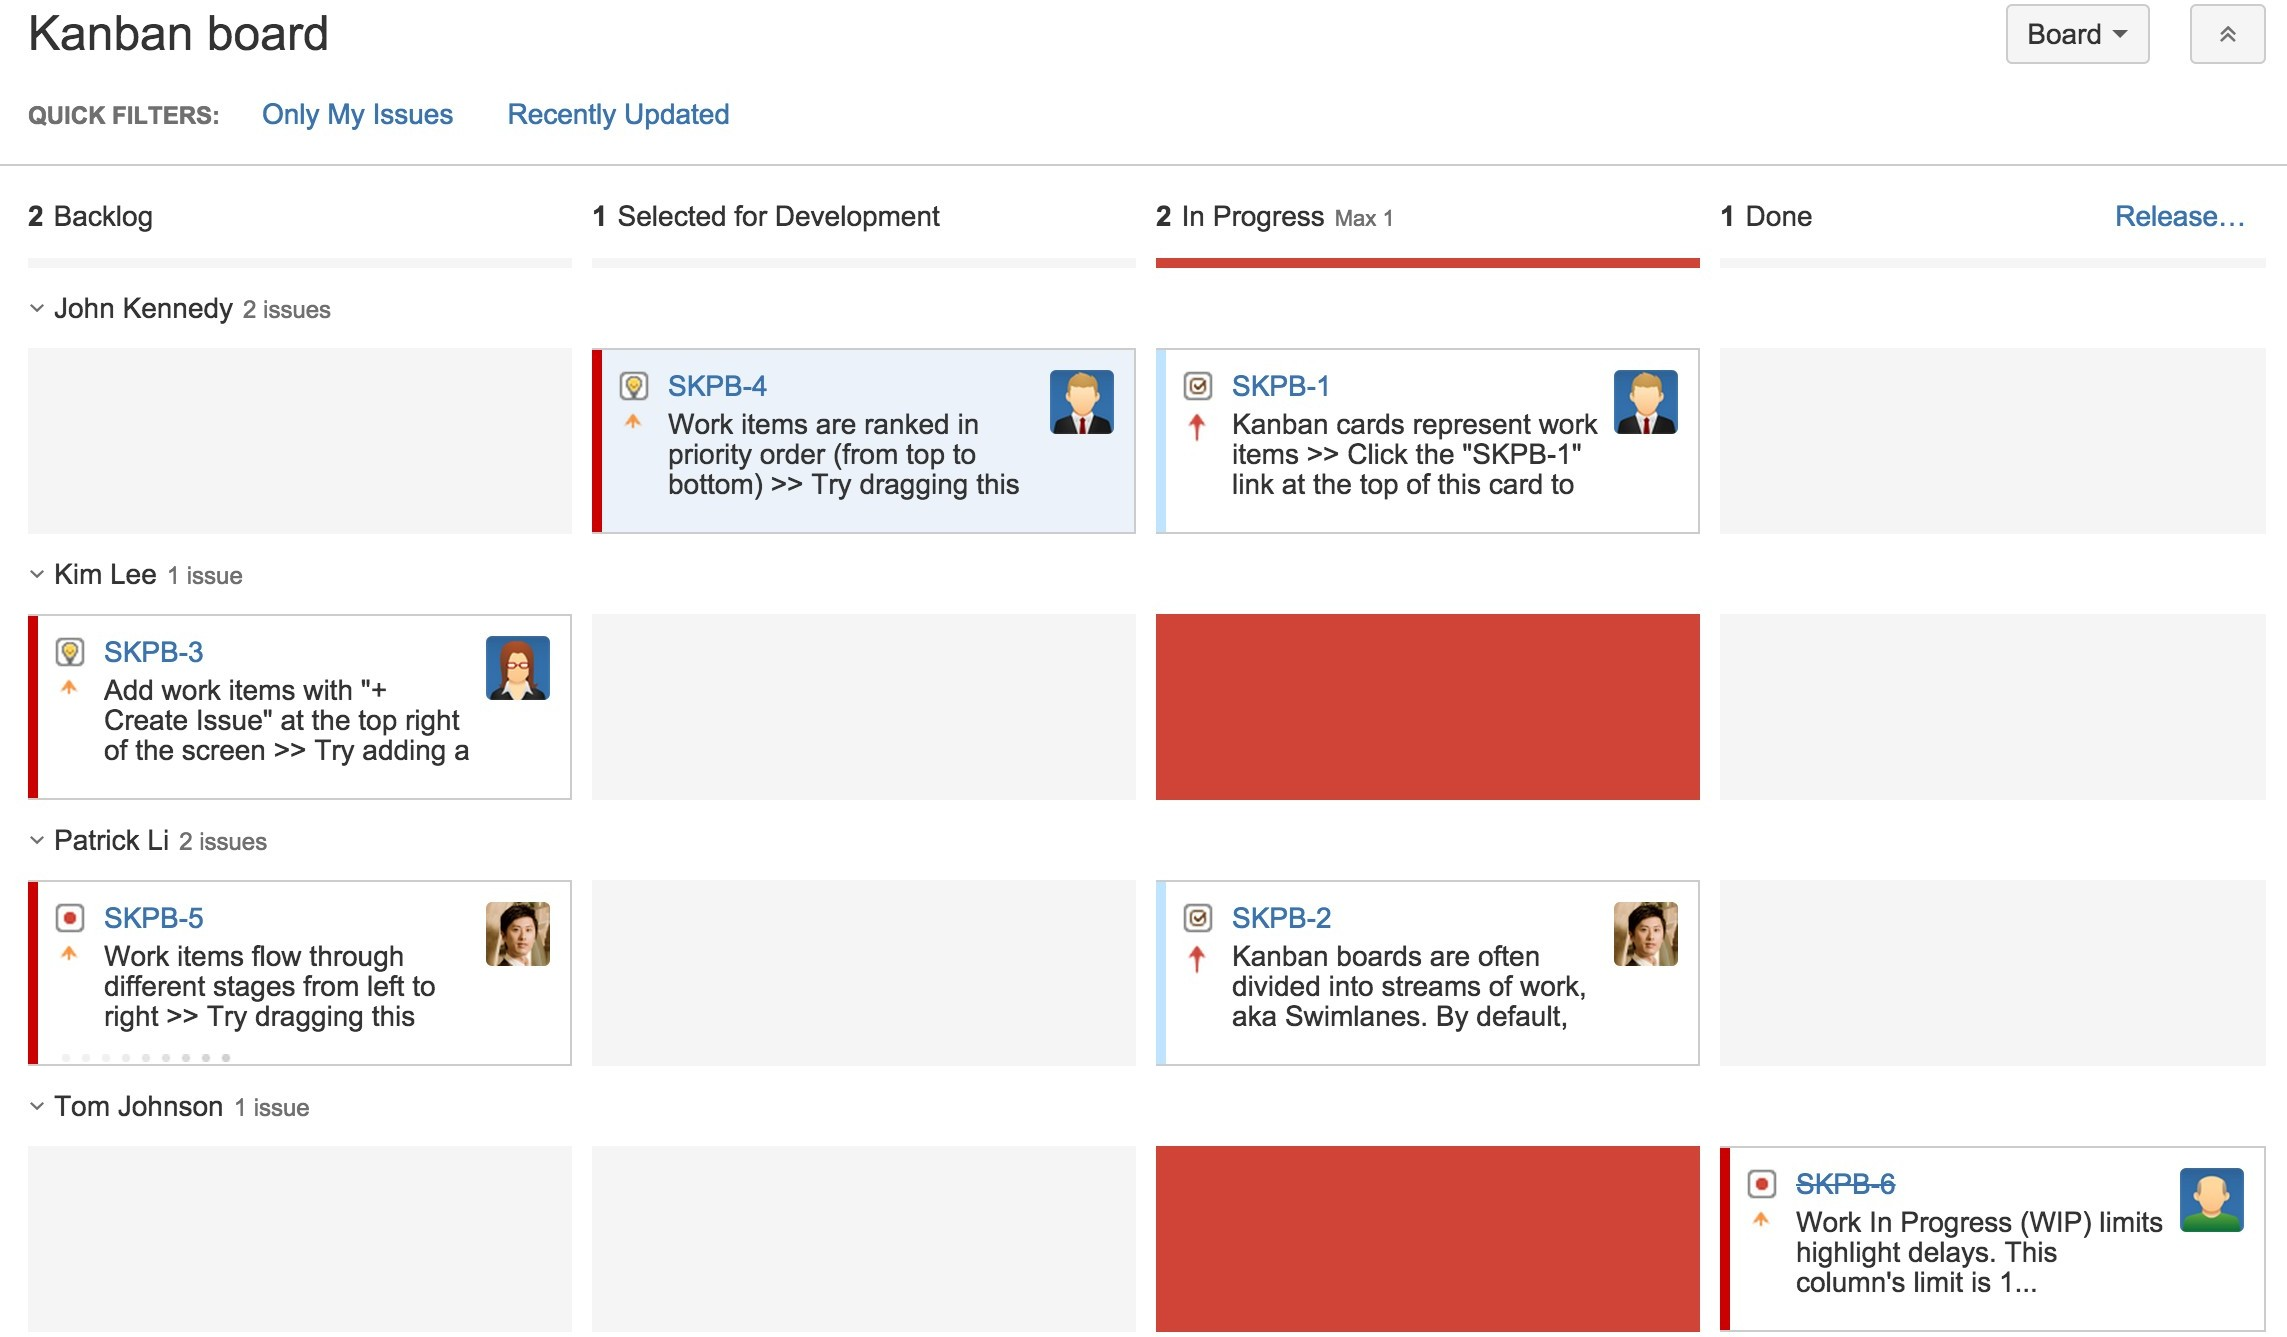 Kanban board
Board
QUICK FILTERS: Only My Issues Recently Updated
2 Backlog
1 Selected for Development
2 In Progress Max 1
1 Done
Release...
John Kennedy 2 issues
SKPB-4
Work items are ranked in
priority order (from top to
bottom) >> Try dragging this
SKPB-1
Kanban cards represent work
items >> Click the "SKPB-1"
link at the top of this card to
Kim Lee 1 issue
SKPB-3
Add work items with "+
Create Issue" at the top right
of the screen >> Try adding a
Patrick Li 2 issues
SKPB-5
Work items flow through
different stages from left to
right >> Try dragging this
SKPB-2
Kanban boards are often
divided into streams of work,
aka Swimlanes. By default,
Tom Johnson 1 issue
SKPB-6
Work In Progress (WIP) limits
highlight delays. This
column's limit is 1...